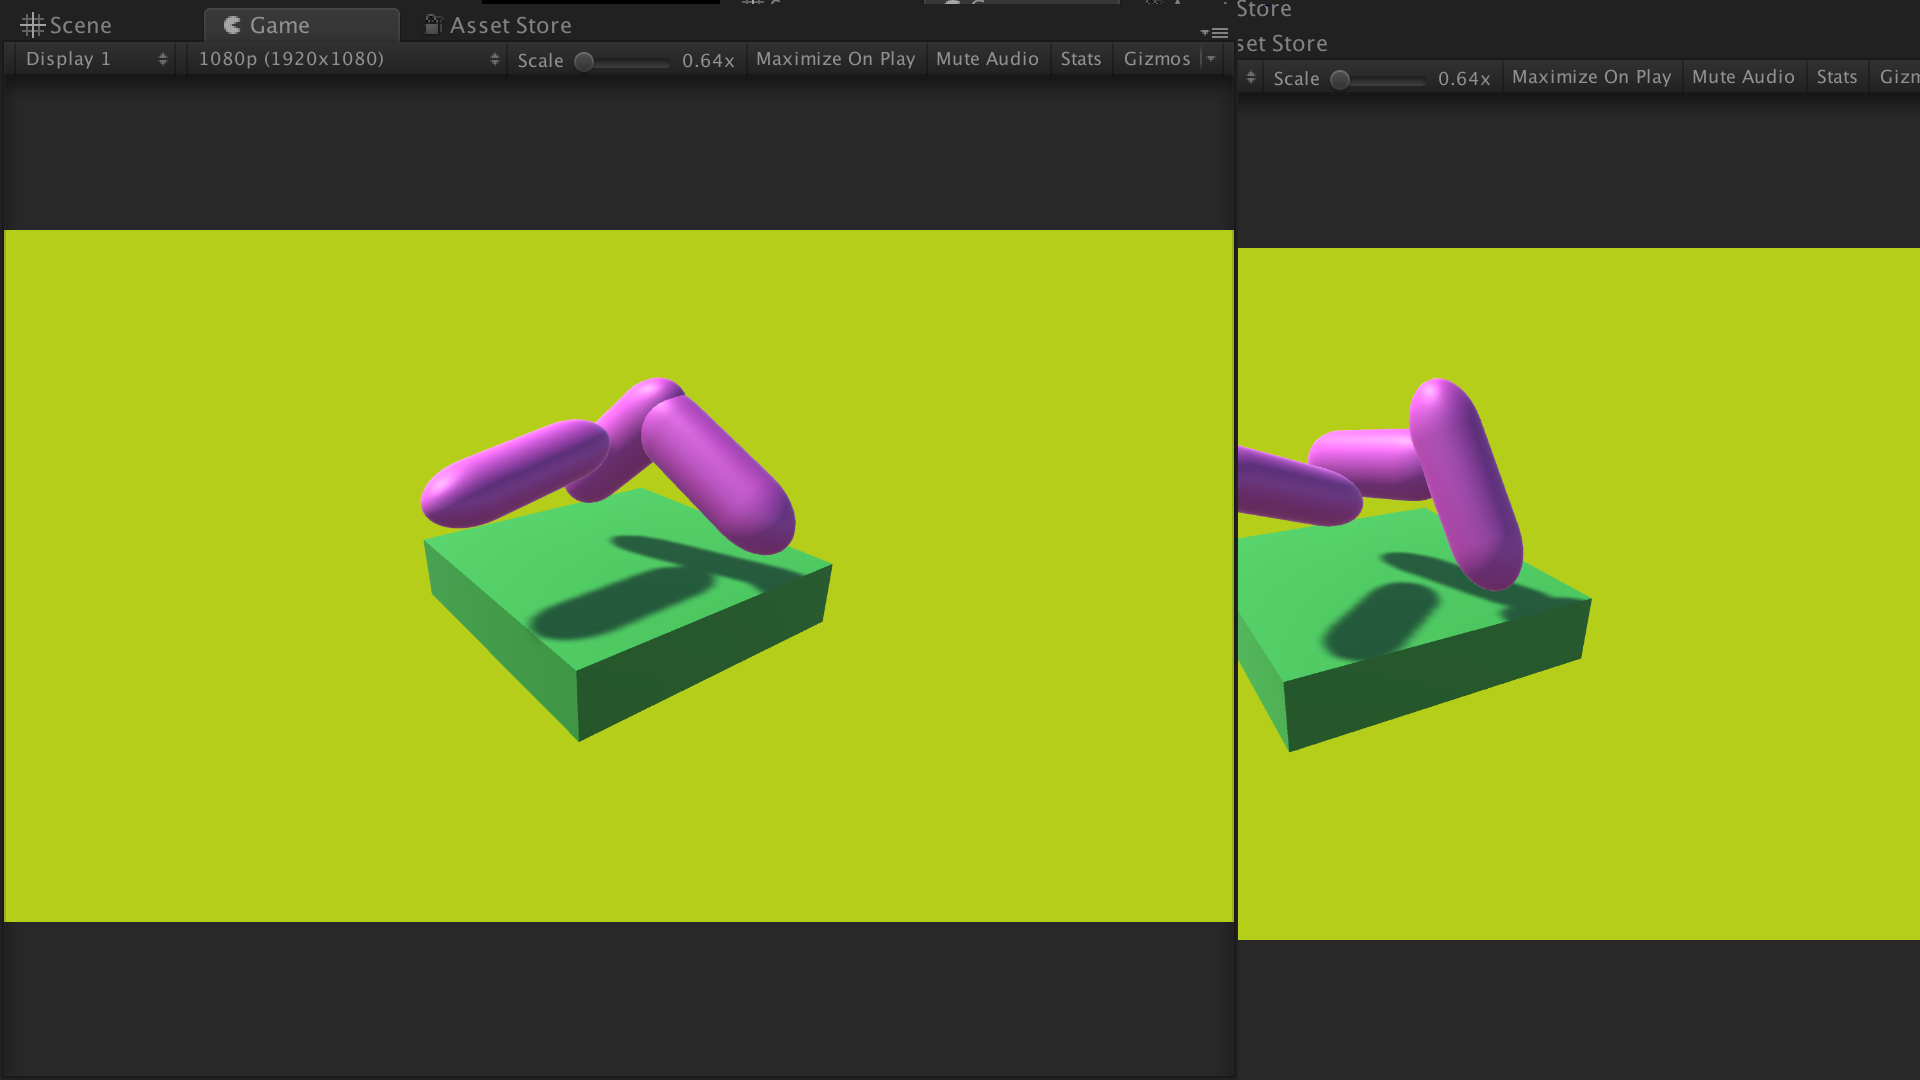 Store
Scene Game Asset Store
set Store
Display 1 1080p (1920x1080) Scale 0.64x Maximize On Play Mute Audio Stats Gizmos
Scale 0.64x Maximize On Play Mute Audio Stats Gizm